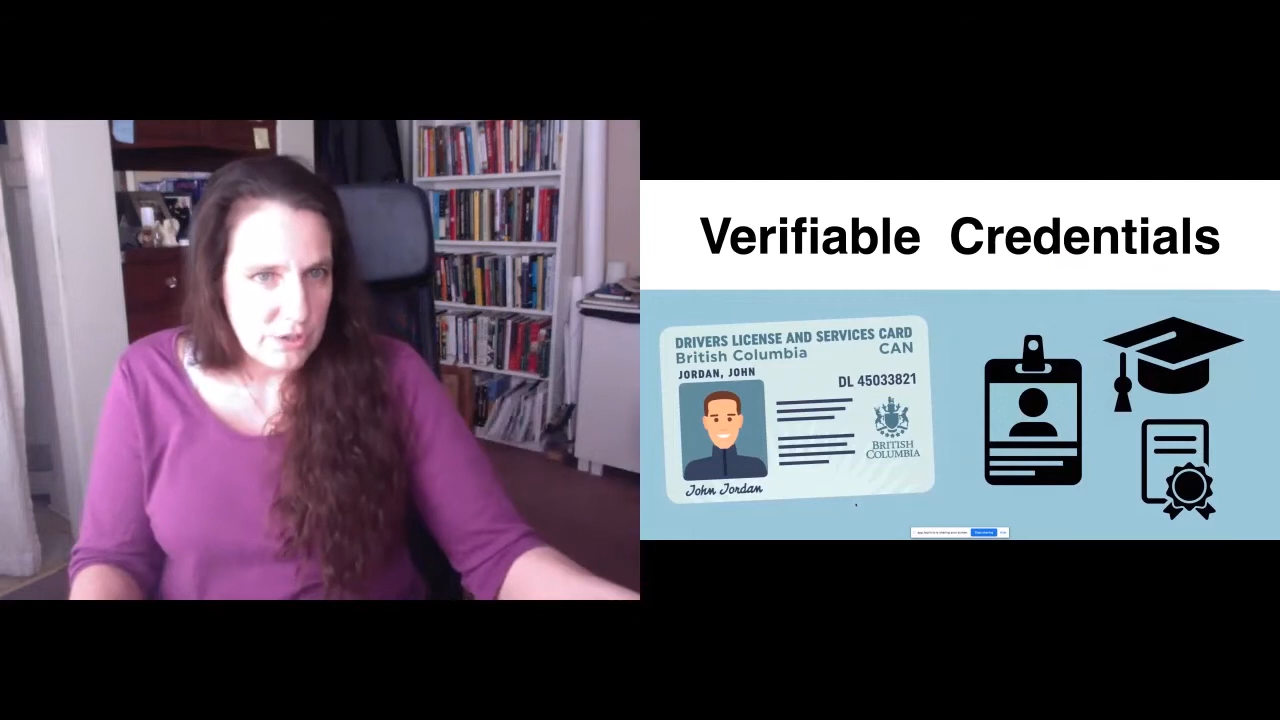 Verifiable Credentials
DRIVERS LICENSE AND SERVICES CARD
British Columbia CAN
JORDAN, JOHN
DL 45033821
BRITISH
COLUMBIA
John Jordan